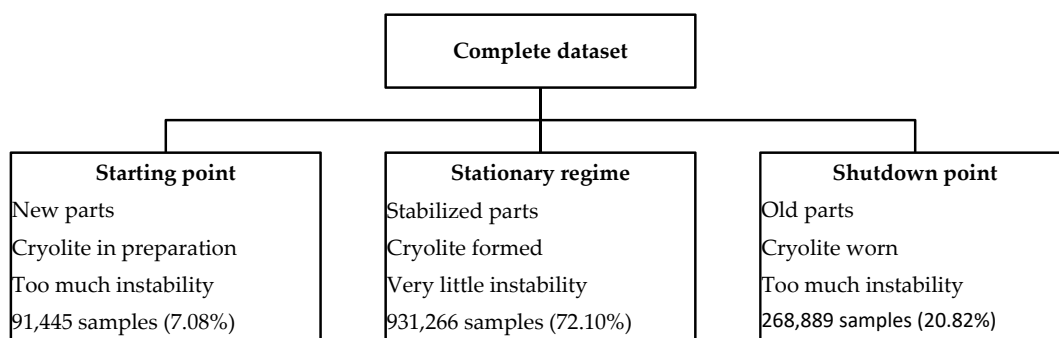 Complete dataset
Starting point
New parts
Cryolite in preparation
Too much instability
91,445 samples (7.08%)
Stationary regime
Stabilized parts
Cryolite formed
Very little instability
931,266 samples (72.10%)
Shutdown point
Old parts
Cryolite worn
Too much instability
268,889 samples (20.82%)